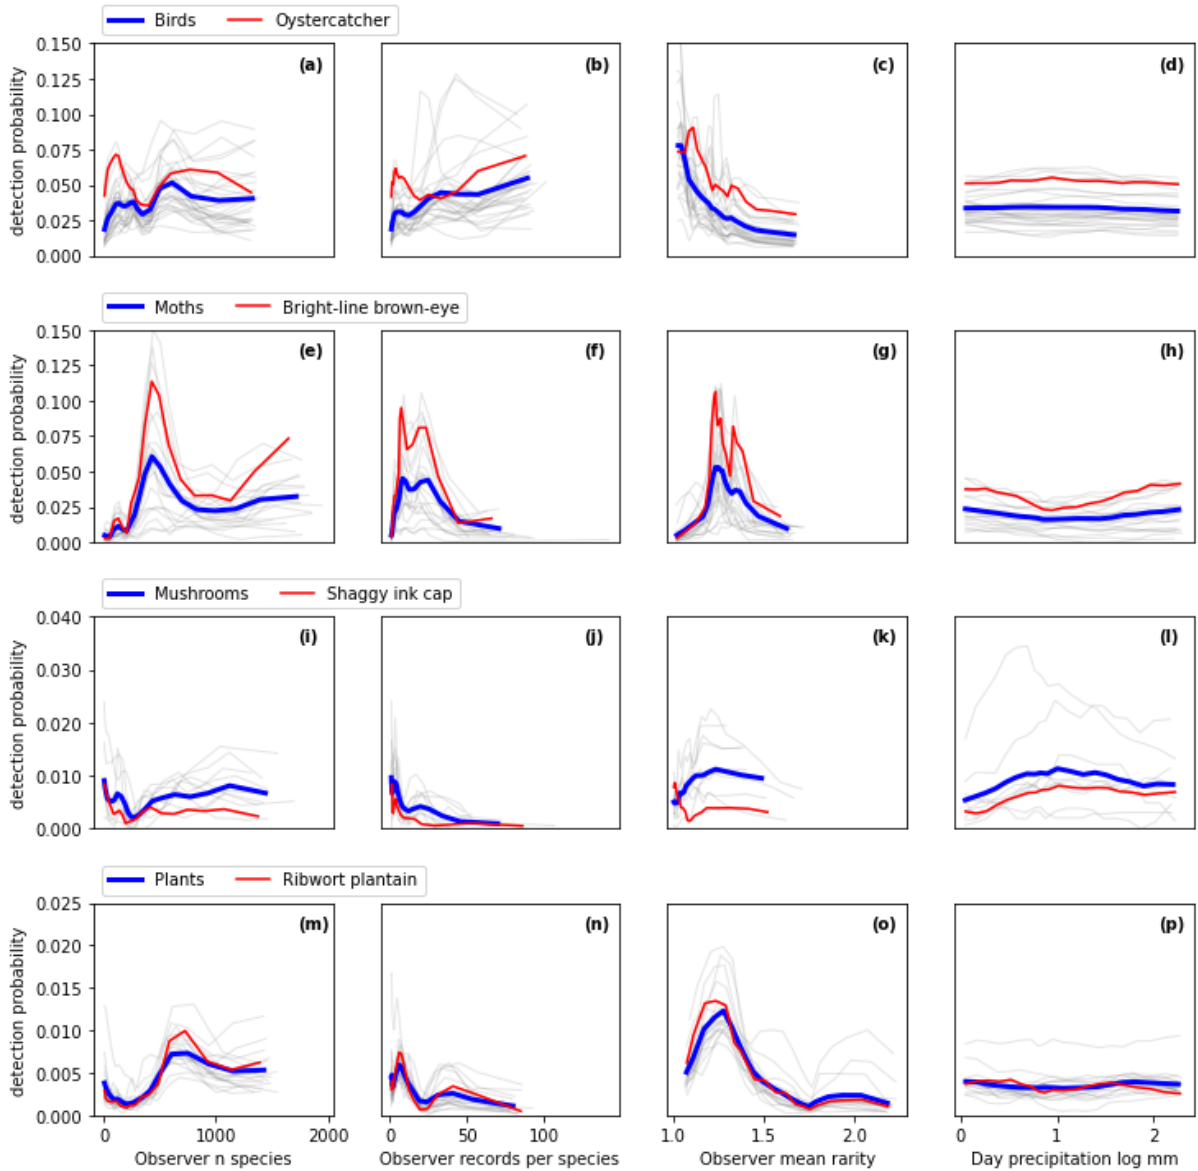 Birds Oystercatcher
0.150 (a) (b) (c) (d)
0.125
0.100
0.075
0.050
0.025
0.000
detection probability
Moths Bright-line brown-eye
0.150 (e) (f) (g) (h)
0.125
0.100
0.075
0.050
0.025
0.000
detection probability
Mushrooms Shaggy ink cap
0.040 (i) (j) (k) (l)
0.030
0.020
0.010
0.000
detection probability
Plants Ribwort plantain
0.025 (m) (n) (o) (p)
0.020
0.015
0.010
0.005
0.000
detection probability
0 1000 2000 0 50 100 1.0 1.5 2.0 0 1 2
Observer n species Observer records per species Observer mean rarity Day precipitation log mm